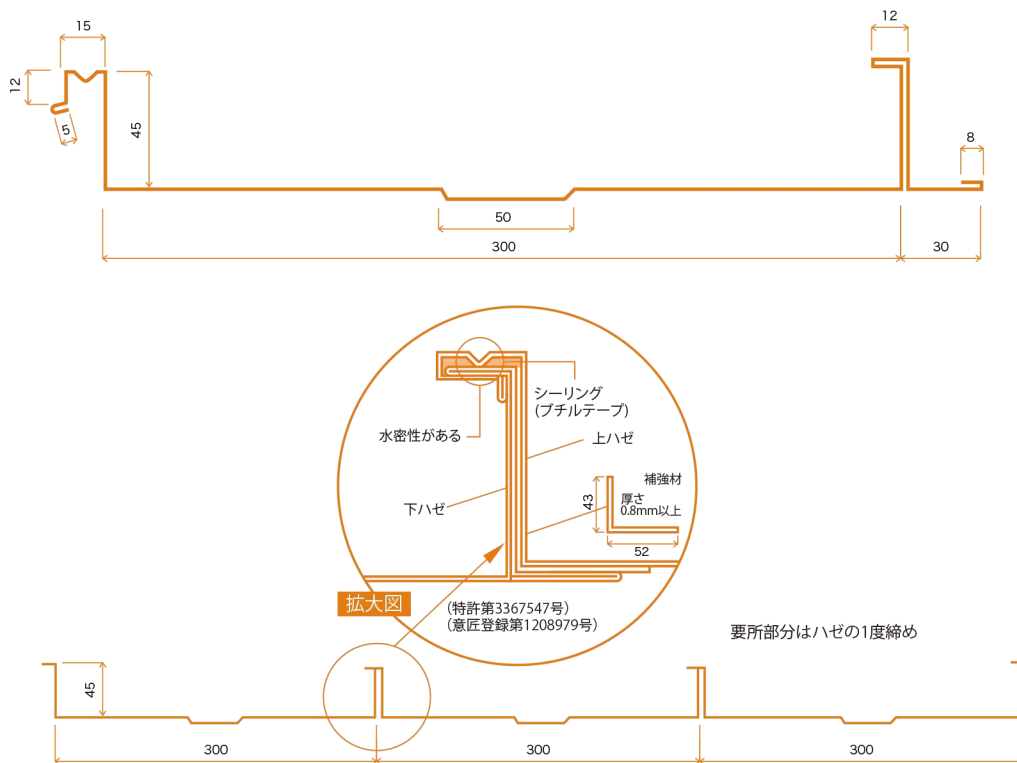 15
12
12
45
5
8
50
300
30
シーリング
(ブチルテープ)
水密性がある
上ハゼ
補強材
43
厚さ
0.8mm以上
下ハゼ
52
拡大図
(特許第3367547号)
(意匠登録第1208979号)
要所部分はハゼの1度締め
45
300
300
300